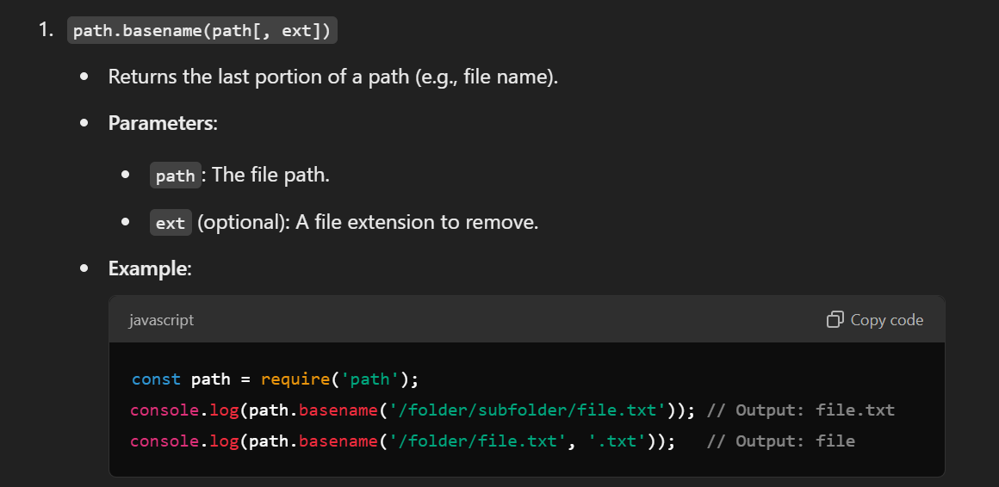 1. path.basename(path[, ext])
• Returns the last portion of a path (e.g., file name).
• Parameters:
• path: The file path.
• ext (optional): A file extension to remove.
• Example:
javascript Copy code
const path = require('path');
console.log(path.basename('/folder/subfolder/file.txt')); // Output: file.txt
console.log(path.basename('/folder/file.txt', '.txt'));   // Output: file